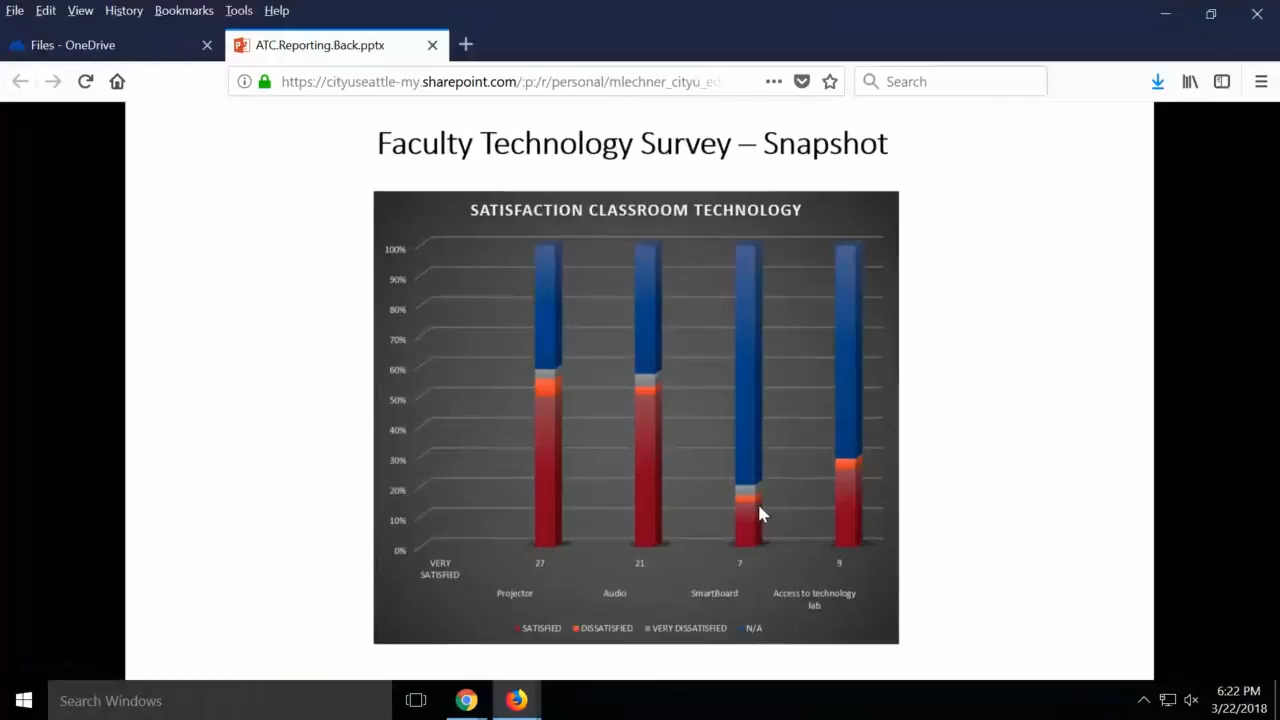 File Edit View History Bookmarks Tools Help
Files - OneDrive
ATC.Reporting.Back.pptx
https://cityuseattle-my.sharepoint.com/:p:/r/personal/mlechner_cityu_ed
Search
Faculty Technology Survey – Snapshot
SATISFACTION CLASSROOM TECHNOLOGY
100%
90%
80%
70%
60%
50%
40%
30%
20%
10%
0%
VERY SATISFIED 27 21 7 9
Projector Audio SmartBoard Access to technology lab
SATISFIED DISSATISFIED VERY DISSATISFIED N/A
Search Windows
6:22 PM
3/22/2018